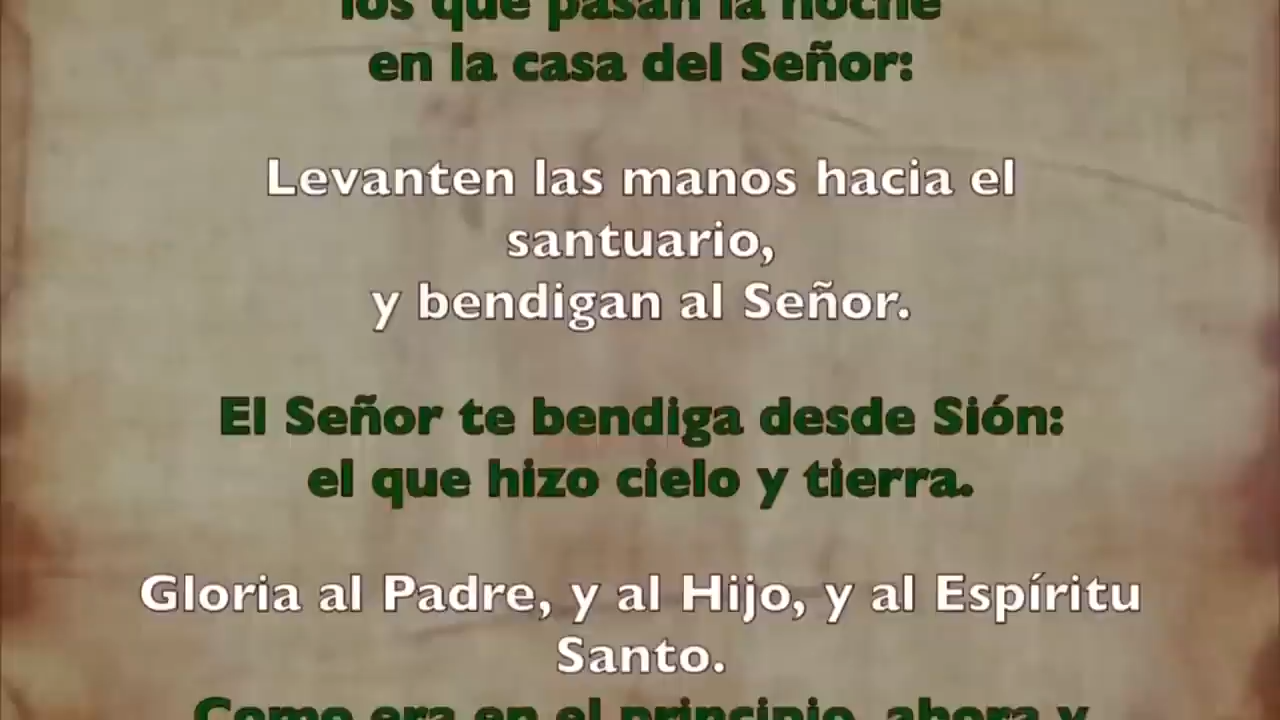 los que pasan la noche
en la casa del Señor:
Levanten las manos hacia el
santuario,
y bendigan al Señor.
El Señor te bendiga desde Sión:
el que hizo cielo y tierra.
Gloria al Padre, y al Hijo, y al Espíritu
Santo.
Como era en el principio, ahora y